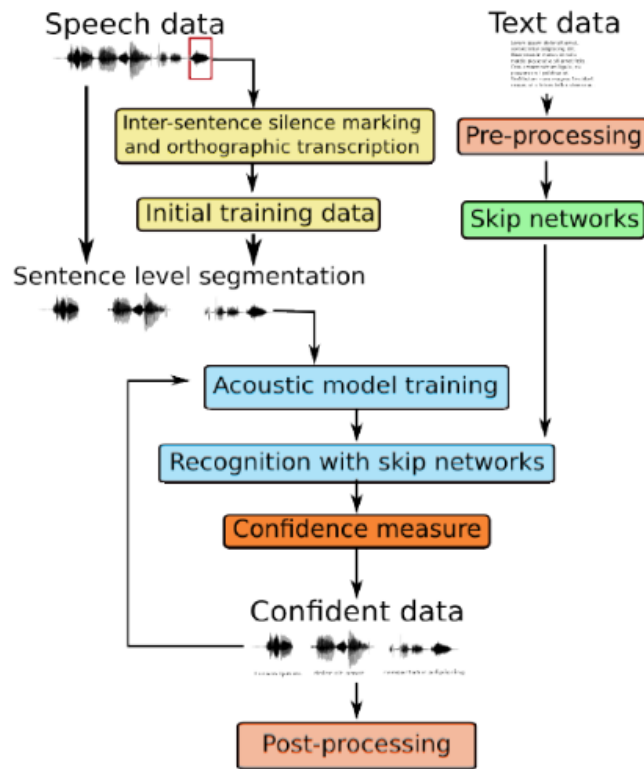 Speech data
Text data
Inter-sentence silence marking
and orthographic transcription
Pre-processing
Initial training data
Skip networks
Sentence level segmentation
Acoustic model training
Recognition with skip networks
Confidence measure
Confident data
Post-processing